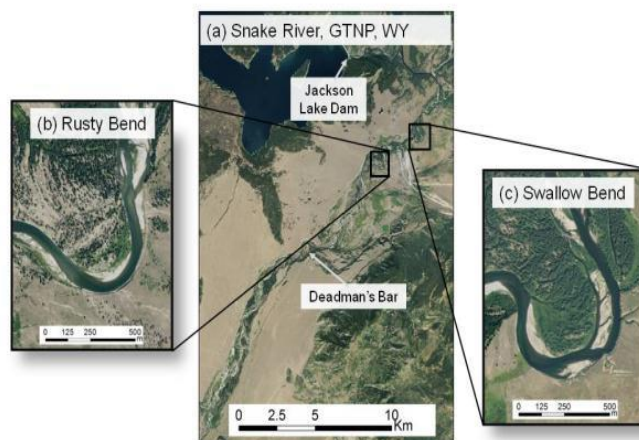 (a) Snake River, GTNP, WY
Jackson
Lake Dam
(b) Rusty Bend
0 125 250 500
m
(c) Swallow Bend
Deadman's Bar
0 125 250 500
m
0 2.5 5 10
Km